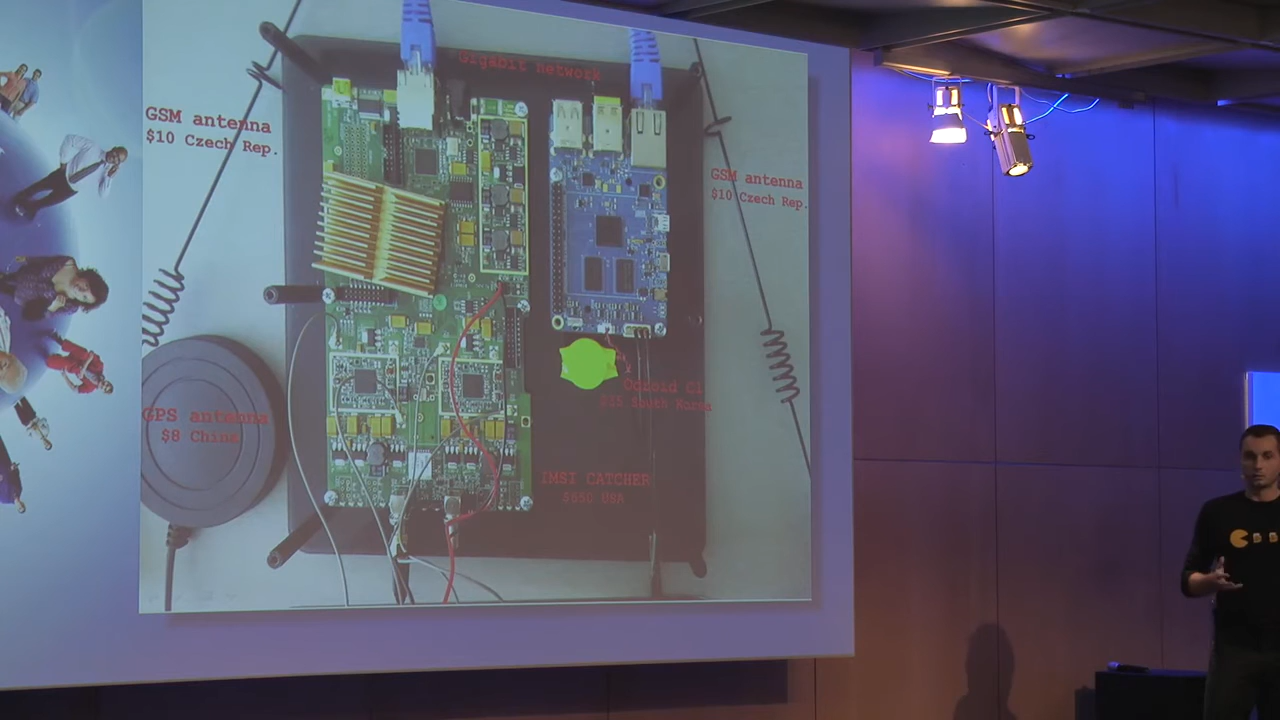 Gigabit Network
GSM antenna
$10 Czech Rep.
GSM antenna
$10 Czech Rep.
Odroid C1
$35 South Korea
GPS antenna
$8 China
IMSI CATCHER
$650 USA